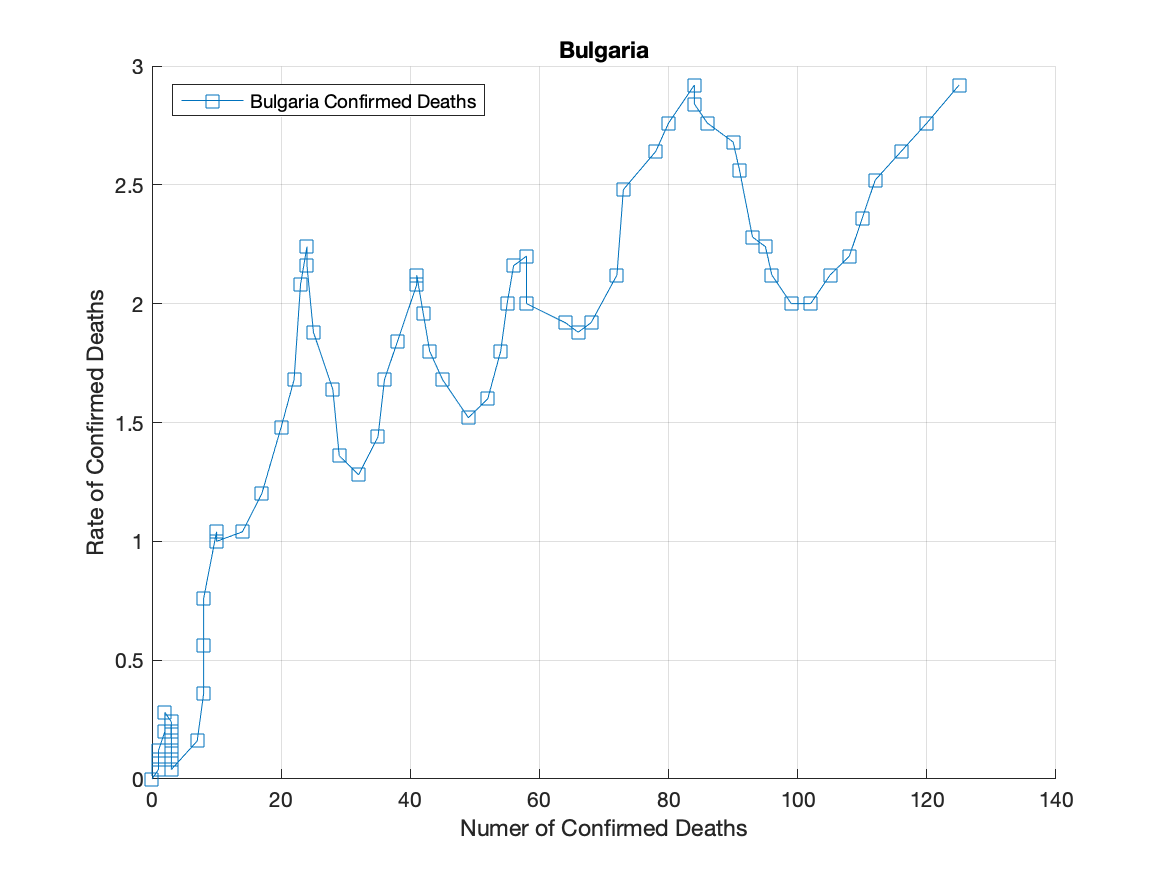 Bulgaria
Bulgaria Confirmed Deaths
3
2.5
2
1.5
1
0.5
0
Rate of Confirmed Deaths
0 20 40 60 80 100 120 140
Numer of Confirmed Deaths